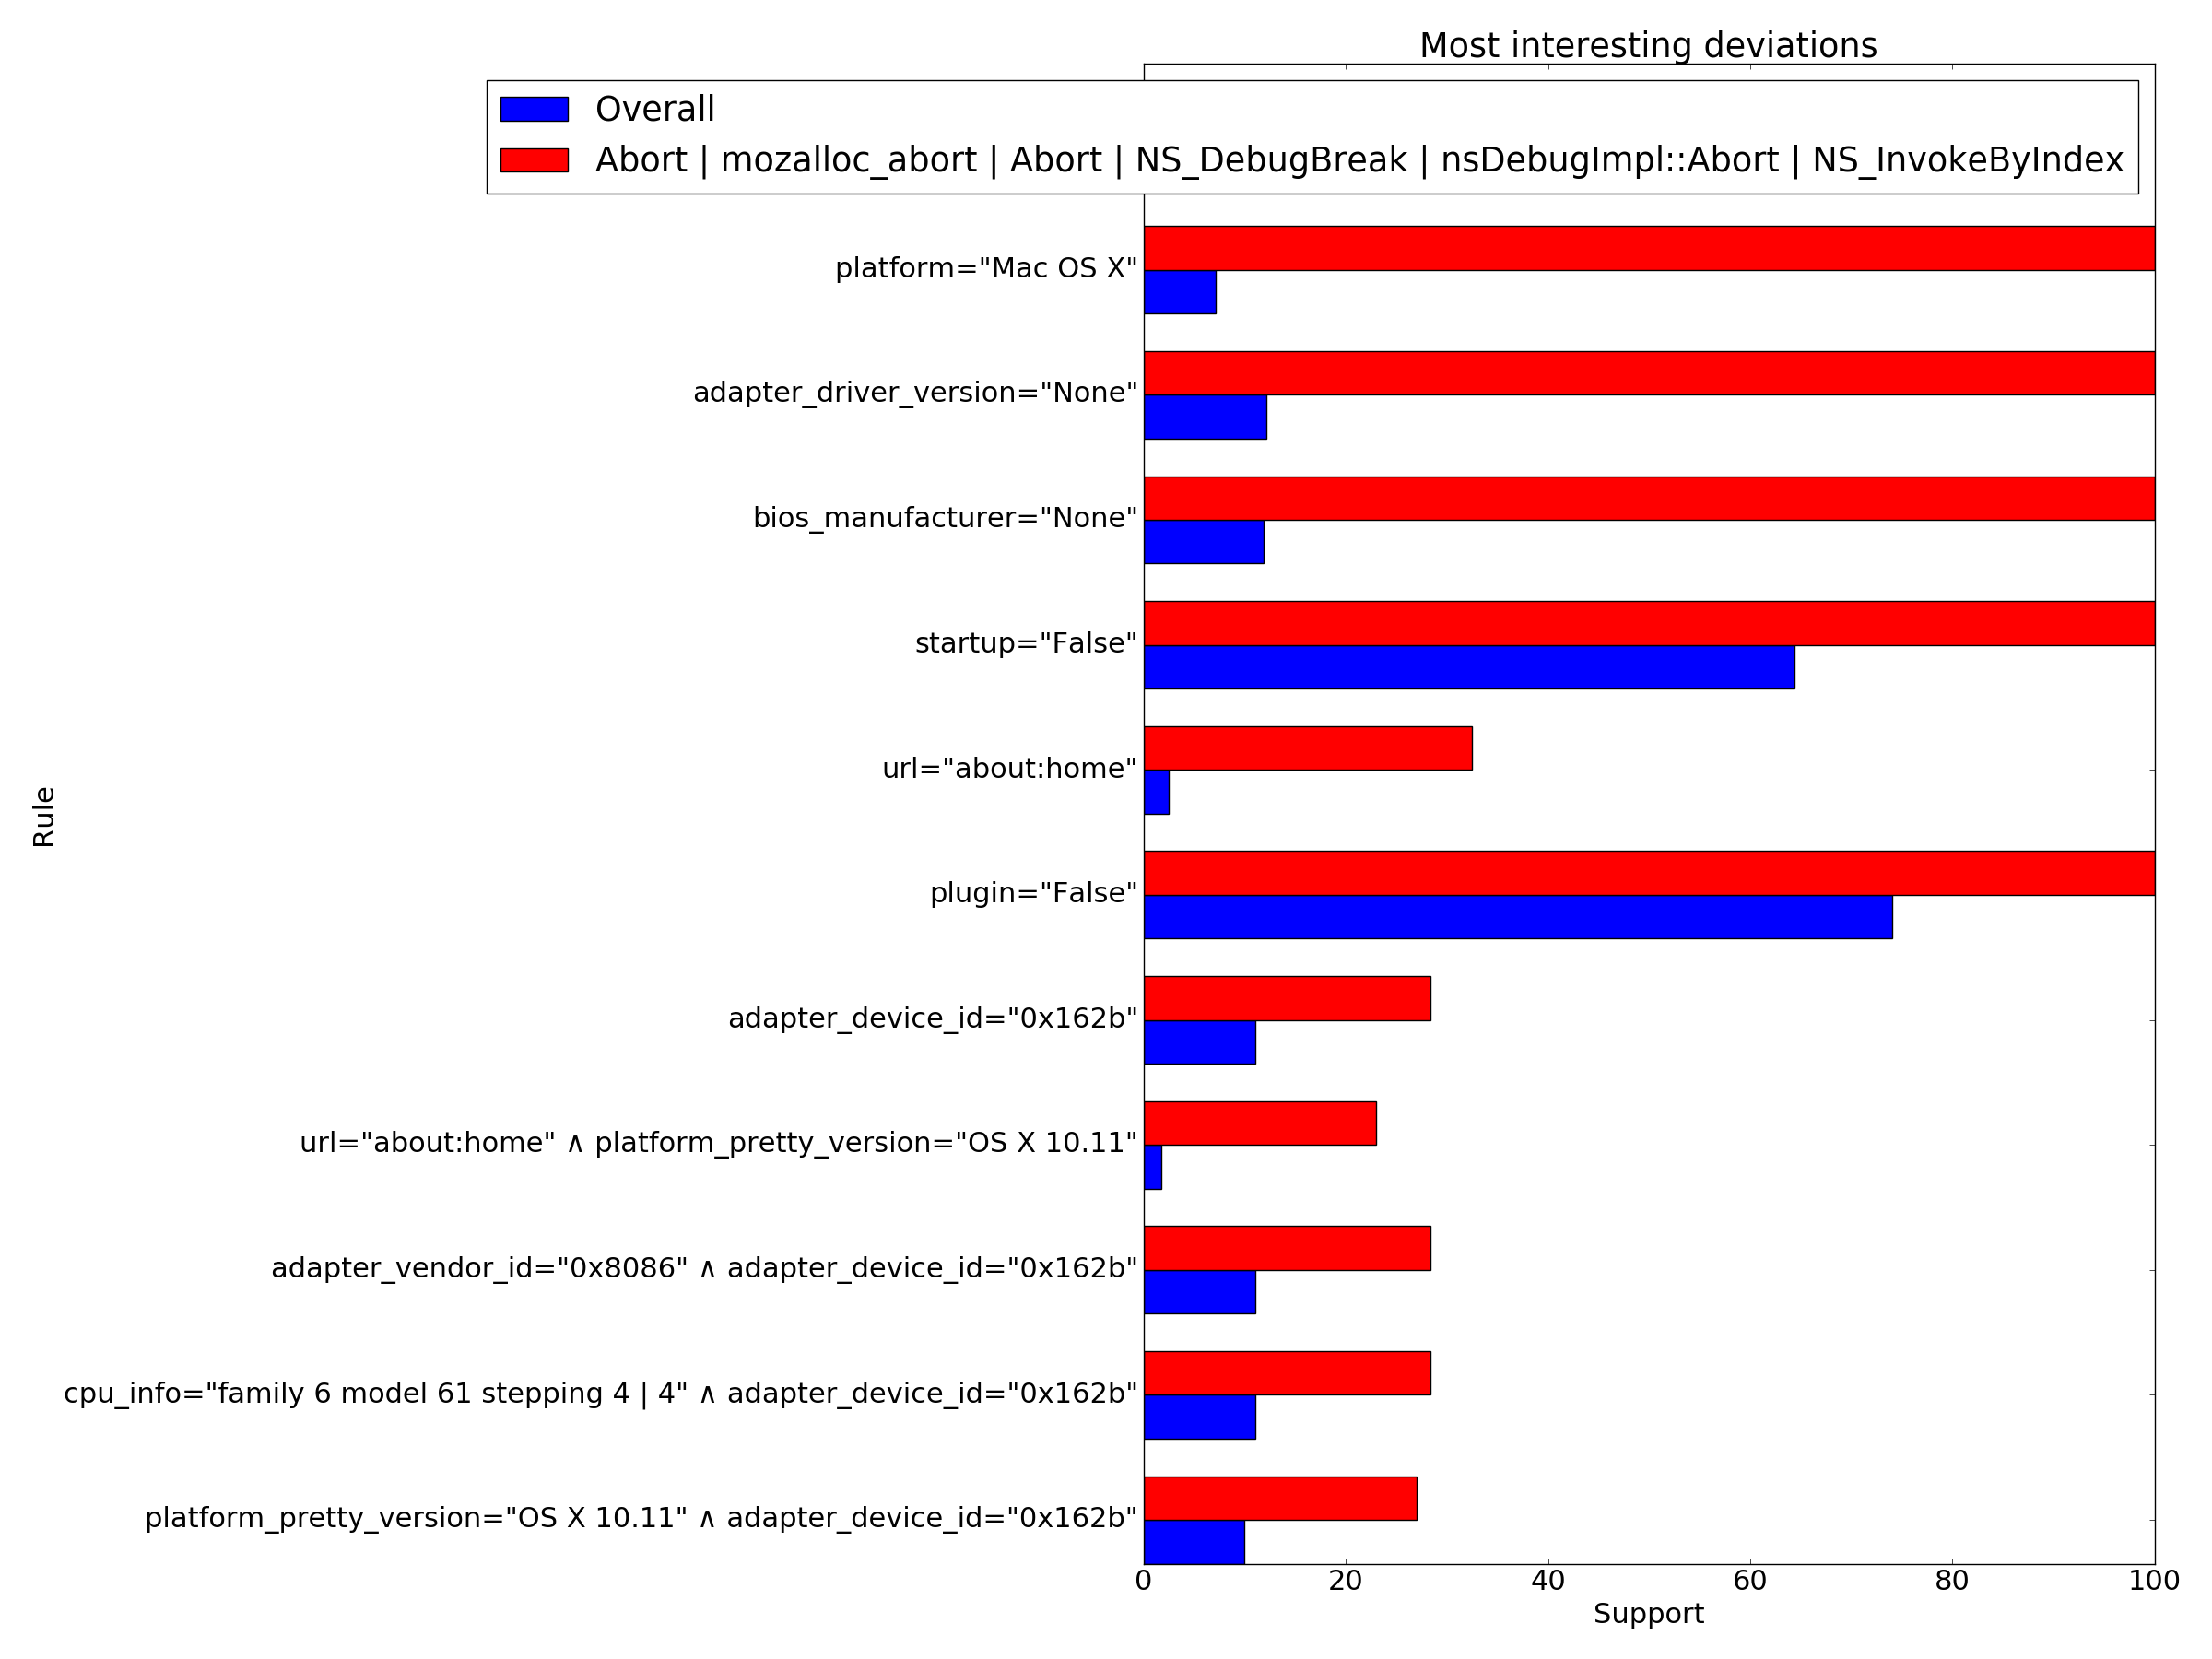 Most interesting deviations
Overall
Abort | mozalloc_abort | Abort | NS_DebugBreak | nsDebugImpl::Abort | NS_InvokeByIndex
platform="Mac OS X"
adapter_driver_version="None"
bios_manufacturer="None"
startup="False"
url="about:home"
Rule
plugin="False"
adapter_device_id="0x162b"
url="about:home" ∧ platform_pretty_version="OS X 10.11"
adapter_vendor_id="0x8086" ∧ adapter_device_id="0x162b"
cpu_info="family 6 model 61 stepping 4 | 4" ∧ adapter_device_id="0x162b"
platform_pretty_version="OS X 10.11" ∧ adapter_device_id="0x162b"
0 20 40 60 80 100
Support